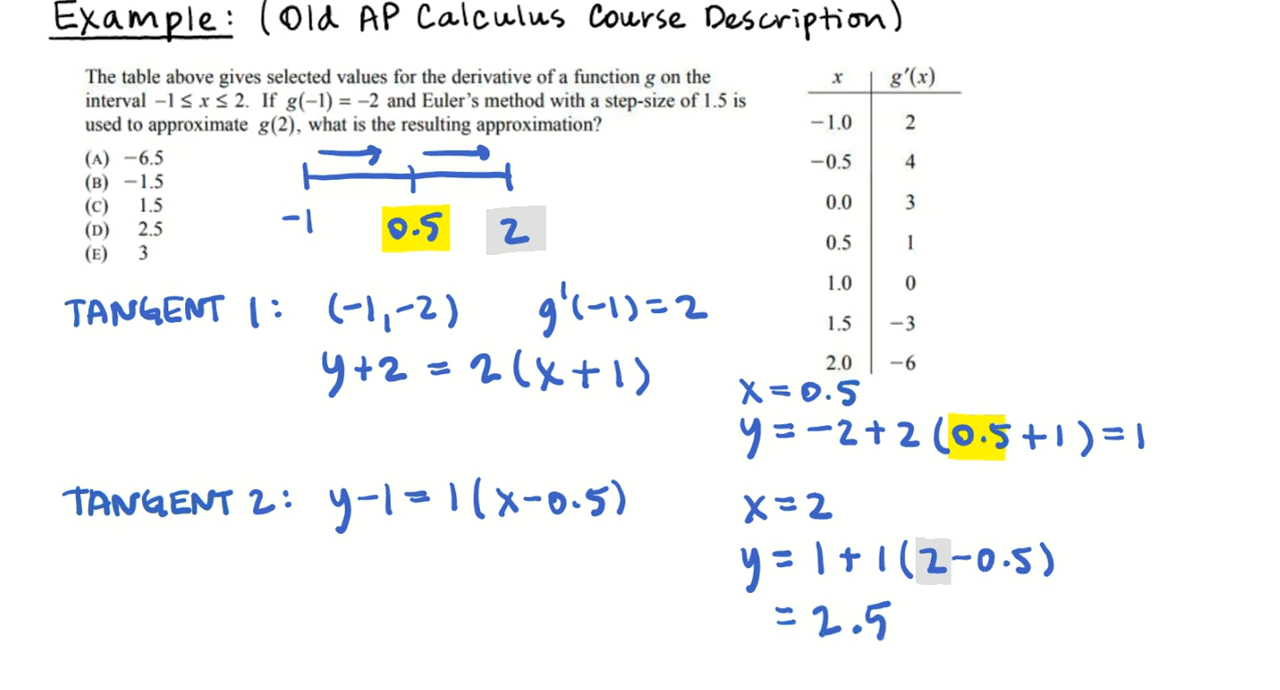 Example: (Old AP Calculus Course Description)
The table above gives selected values for the derivative of a function g on the
interval −1 ≤ x ≤ 2. If g(−1) = −2 and Euler's method with a step-size of 1.5 is
used to approximate g(2), what is the resulting approximation?
(A) −6.5
(B) −1.5
(C) 1.5
(D) 2.5
(E) 3
-1 0.5 2
x g′(x)
−1.0 2
−0.5 4
0.0 3
0.5 1
1.0 0
1.5 −3
2.0 −6
TANGENT 1: (-1,-2) g'(-1)=2
y+2 = 2(x+1)
x=0.5
y=-2+2(0.5+1)=1
TANGENT 2: y-1=1(x-0.5)
x=2
y=1+1(2-0.5)
=2.5